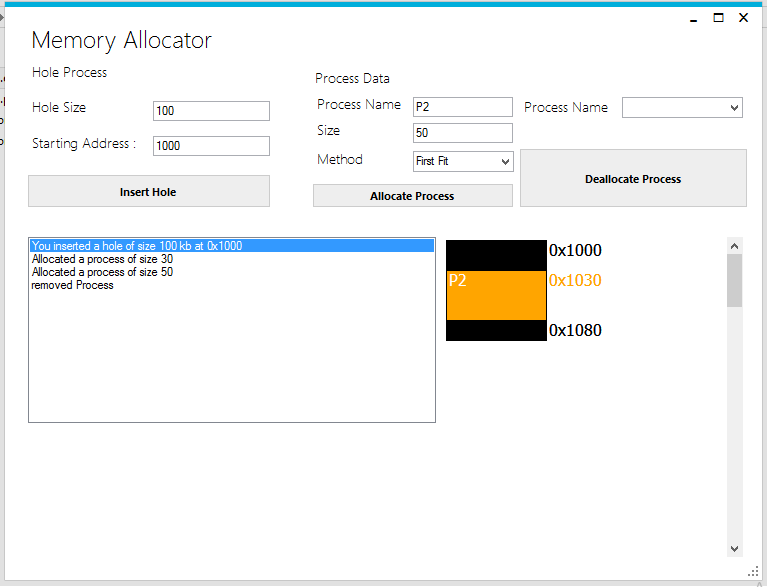 Memory Allocator
Hole Process
Hole Size
100
Starting Address :
1000
Insert Hole
Process Data
Process Name
P2
Size
50
Method
First Fit
Allocate Process
Process Name
Deallocate Process
You inserted a hole of size 100 kb at 0x1000
Allocated a process of size 30
Allocated a process of size 50
removed Process
0x1000
P2
0x1030
0x1080